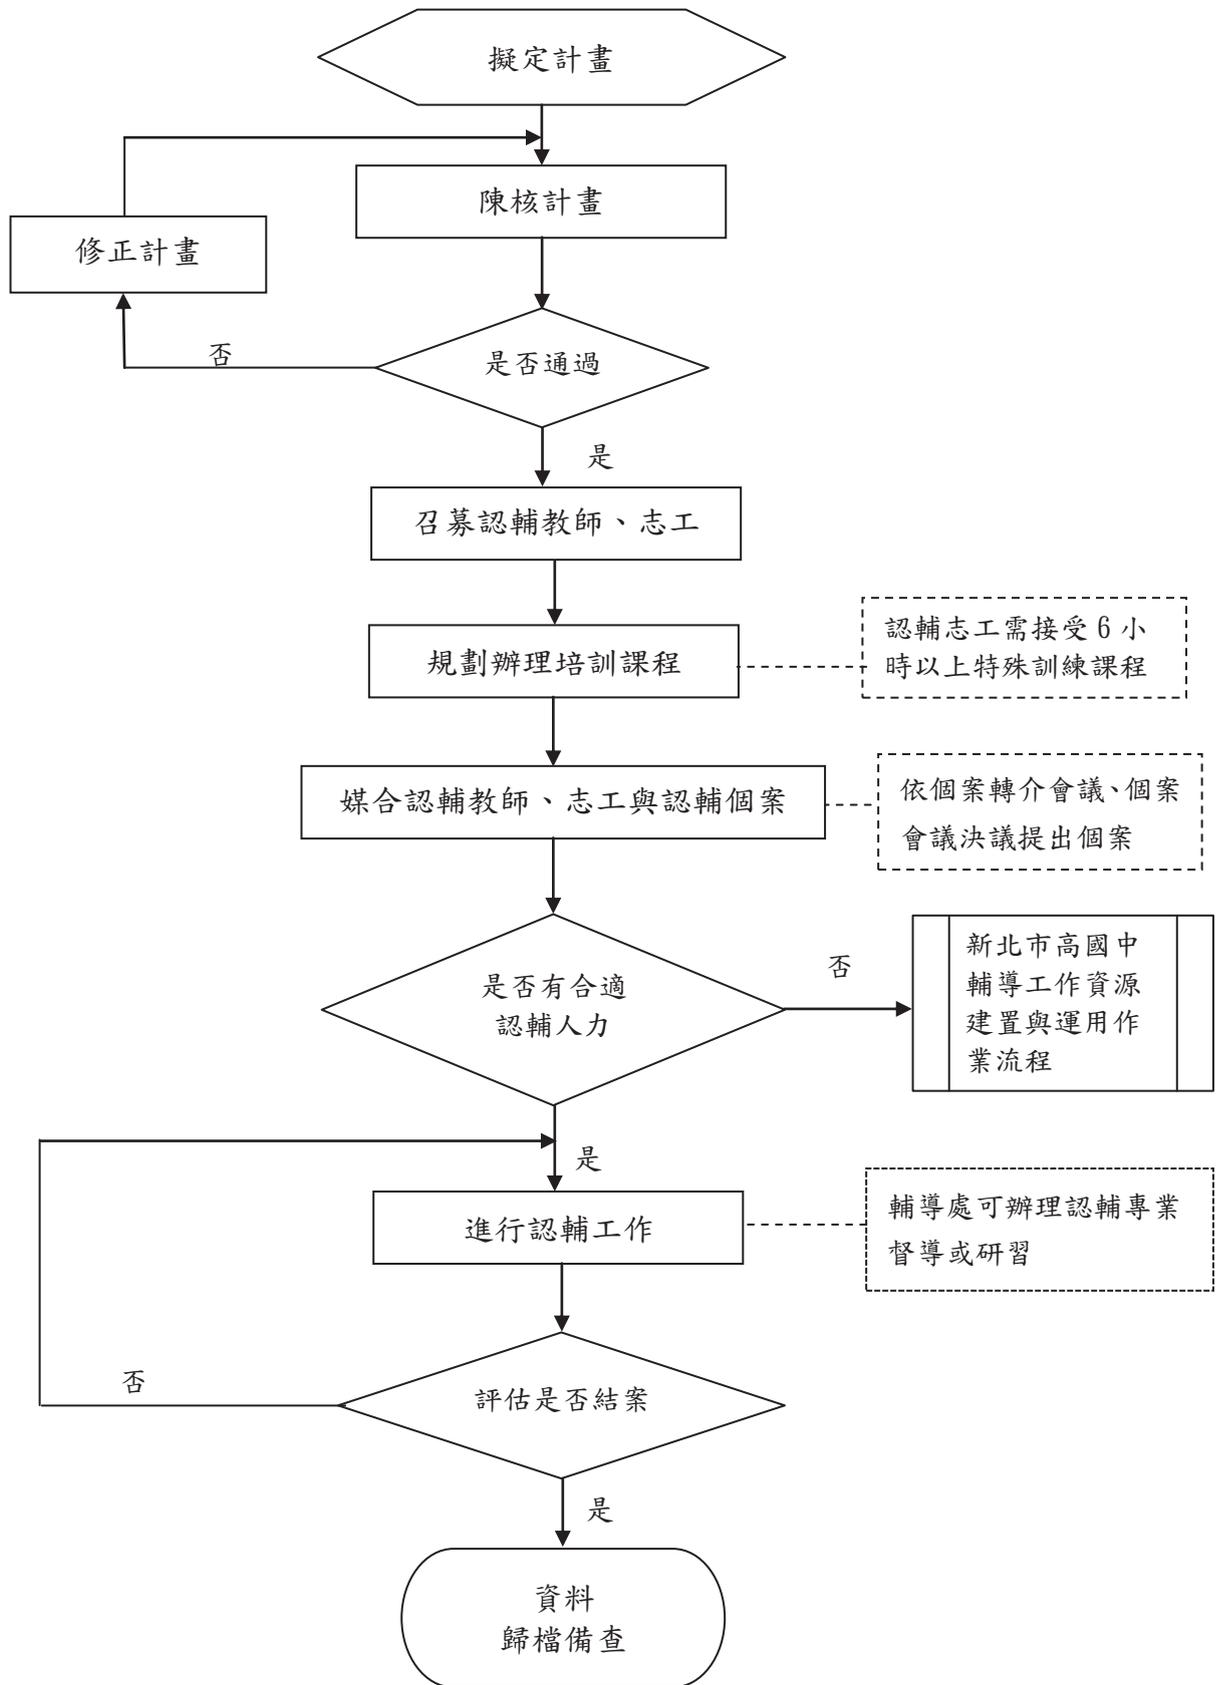 擬定計畫
陳核計畫
修正計畫
是否通過
否
是
召募認輔教師、志工
規劃辦理培訓課程
認輔志工需接受6小
時以上特殊訓練課程
媒合認輔教師、志工與認輔個案
依個案轉介會議、個案
會議決議提出個案
是否有合適
認輔人力
否
新北市高國中
輔導工作資源
建置與運用作
業流程
是
進行認輔工作
輔導處可辦理認輔專業
督導或研習
評估是否結案
否
是
資料
歸檔備查